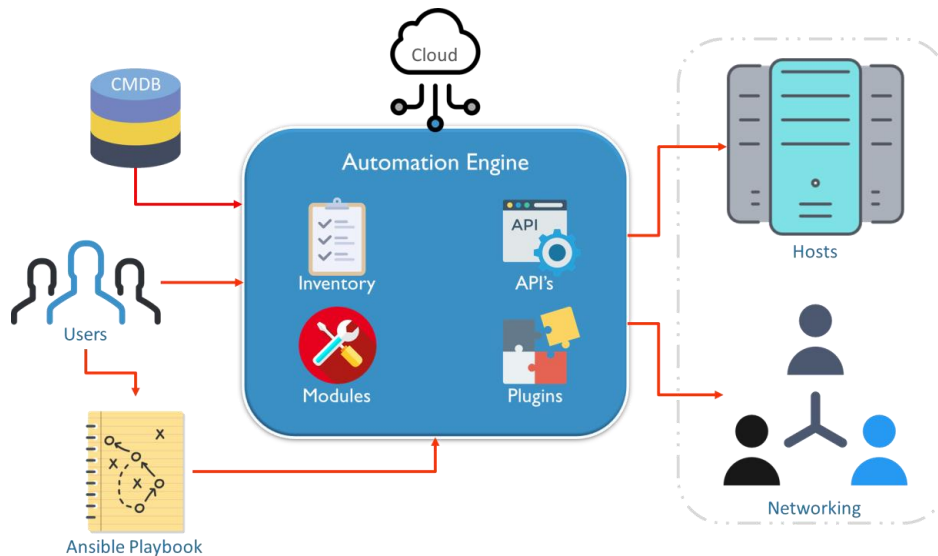 Cloud
CMDB
Automation Engine
API
Inventory
API's
Hosts
Users
Modules
Plugins
Networking
Ansible Playbook